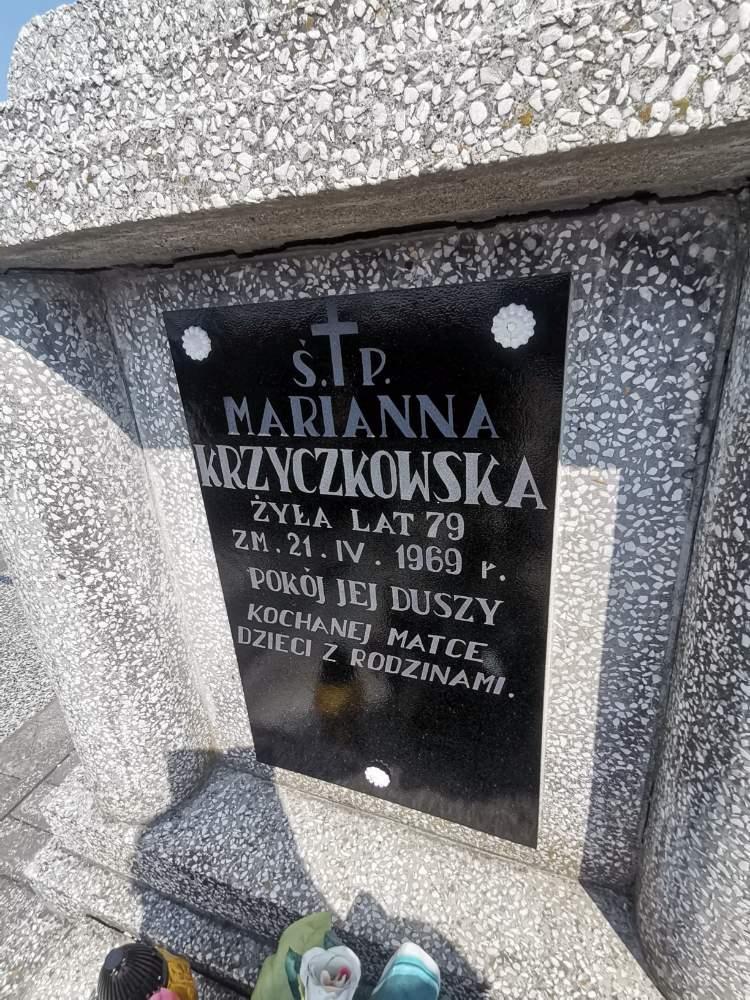 Ś. P.
MARIANNA
KRZYCZKOWSKA
ŻYŁA LAT 79
ZM. 21. IV. 1969 r.
POKÓJ JEJ DUSZY
KOCHANEJ MATCE
DZIECI Z RODZINAMI.